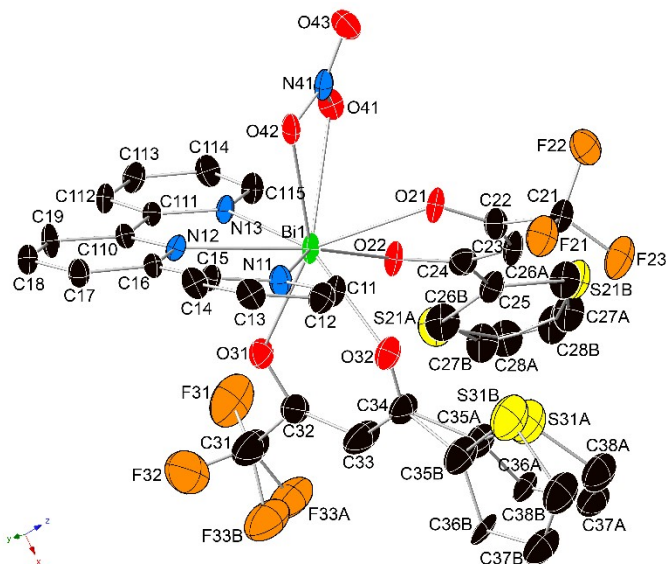 O43
N41
O41
O42
C114
C113
C115
C112
C111
N13
C19
C110
N12
Bi1
O21
C22
C21
F22
F21
F23
O22
C24
C23
C26A
S21B
C25
C26B
S21A
C27A
C28B
C27B
C28A
C18
C17
C16
C15
N11
C11
C14
C13
C12
O31
O32
F31
C34
C35A
S31B
S31A
C31
C32
C33
C35B
C36A
C38A
F32
F33B
F33A
C36B
C38B
C37A
C37B
y
z
x